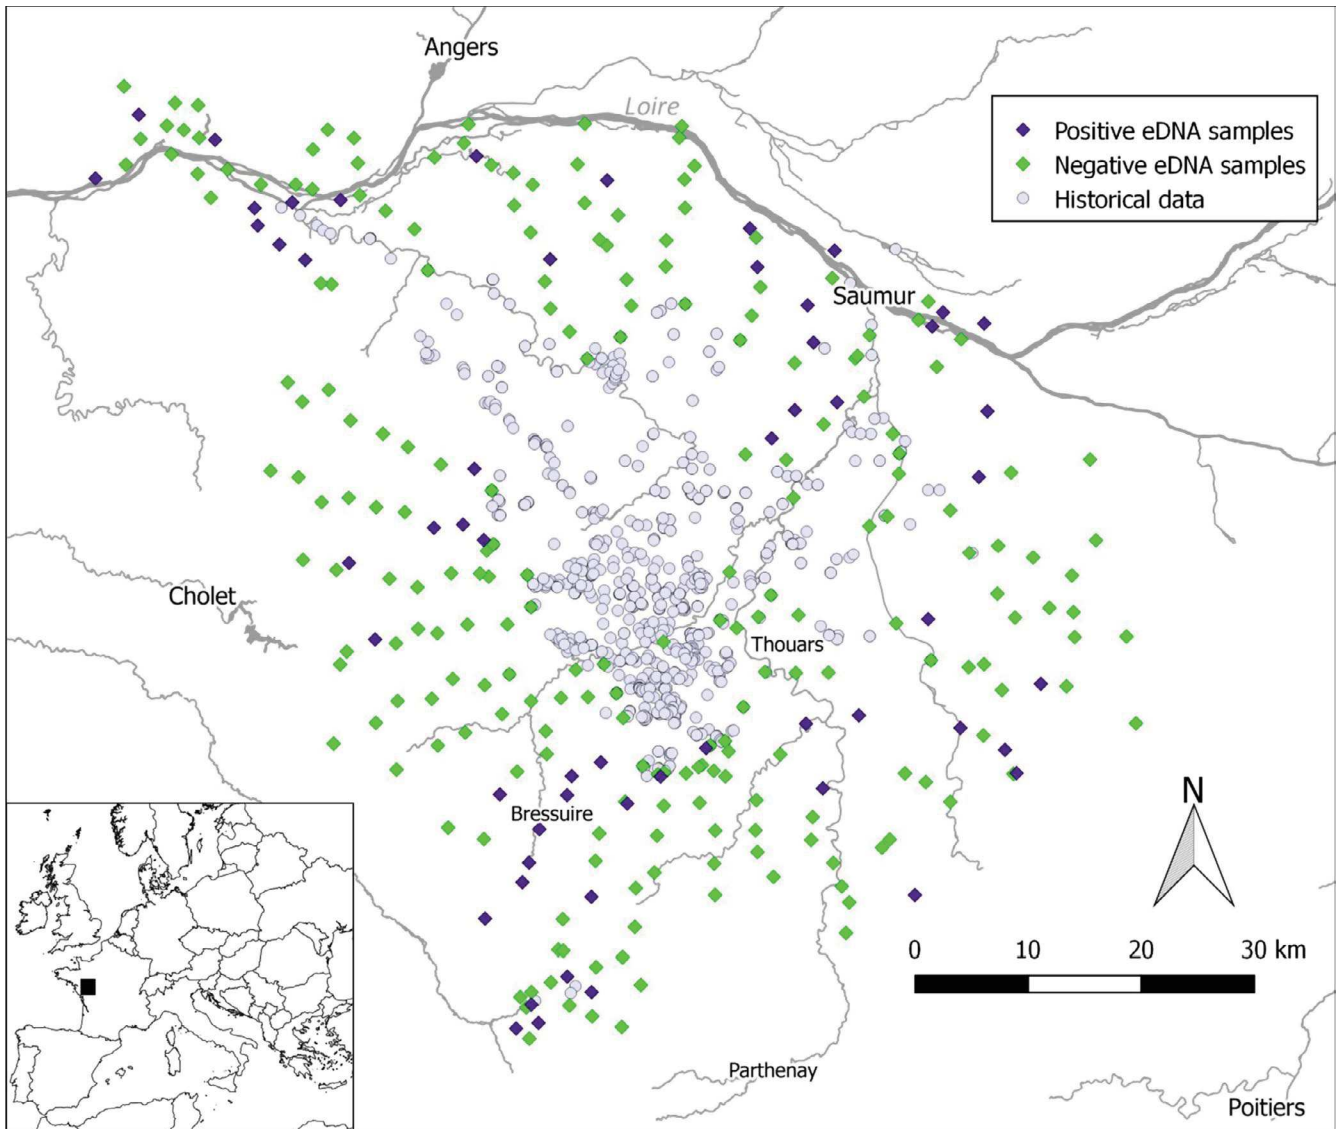 Angers
Loire
Positive eDNA samples
Negative eDNA samples
Historical data
Saumur
Cholet
Thouars
Bressuire
N
0 10 20 30 km
Parthenay
Poitiers